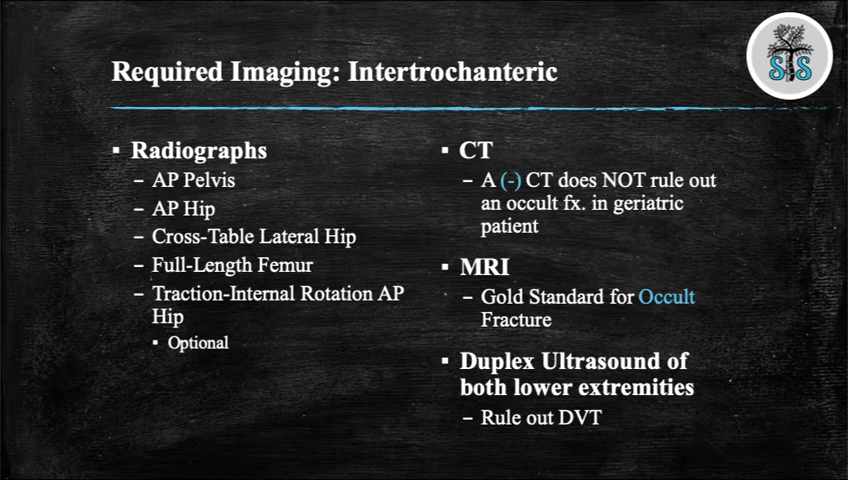 Required Imaging: Intertrochanteric
STS
▪ Radiographs
– AP Pelvis
– AP Hip
– Cross-Table Lateral Hip
– Full-Length Femur
– Traction-Internal Rotation AP
Hip
▪ Optional
▪ CT
– A (-) CT does NOT rule out
an occult fx. in geriatric
patient
▪ MRI
– Gold Standard for Occult
Fracture
▪ Duplex Ultrasound of
both lower extremities
– Rule out DVT